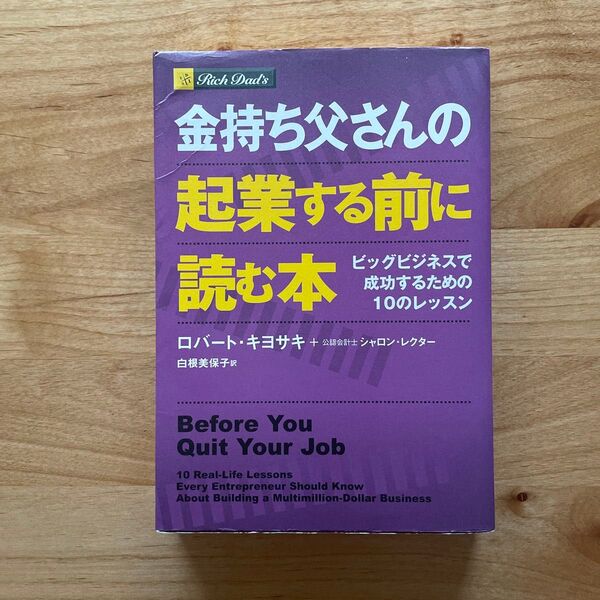 Rich Dad's
金持ち父さんの
起業する前に
読む本
ビッグビジネスで
成功するための
10のレッスン
ロバート・キヨサキ + 公認会計士 シャロン・レクター
白根美保子訳
Before You
Quit Your Job
10 Real-Life Lessons
Every Entrepreneur Should Know
About Building a Multimillion-Dollar Business